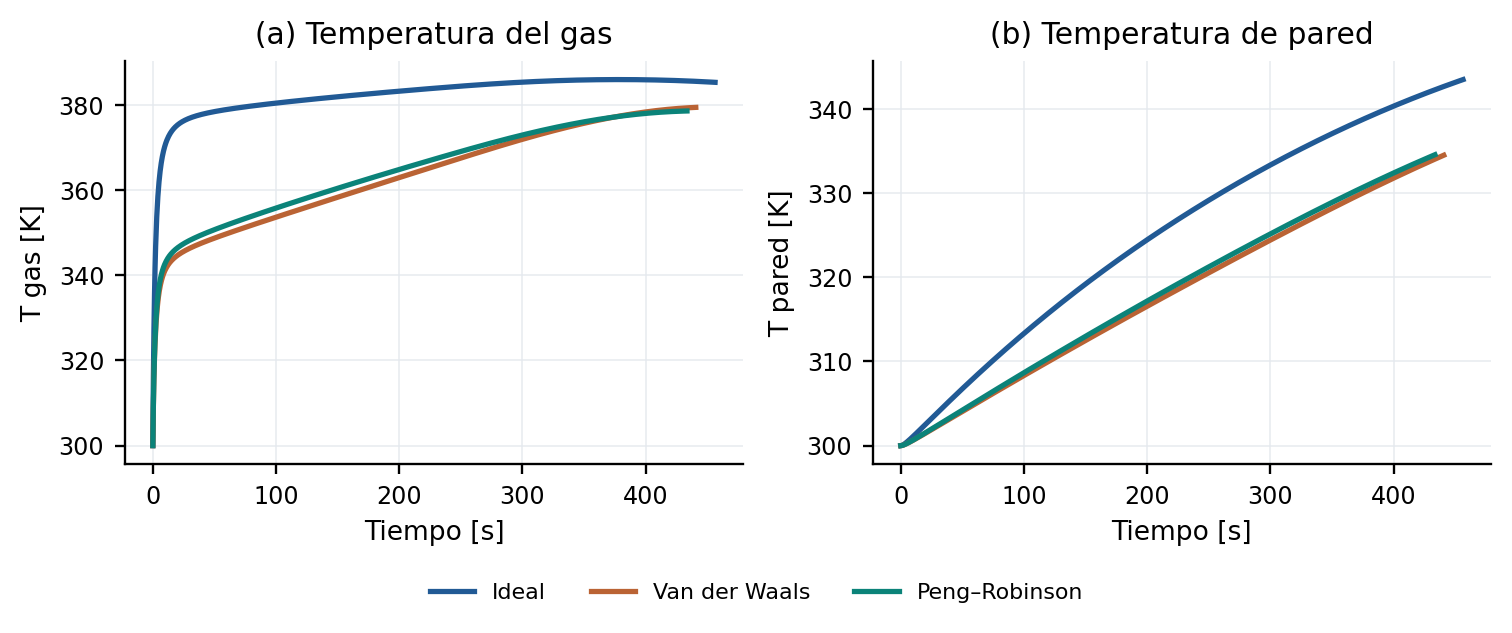 (a) Temperatura del gas
T gas [K]
380
360
340
320
300
0 100 200 300 400
Tiempo [s]
(b) Temperatura de pared
T pared [K]
340
330
320
310
300
0 100 200 300 400
Tiempo [s]
Ideal Van der Waals Peng–Robinson